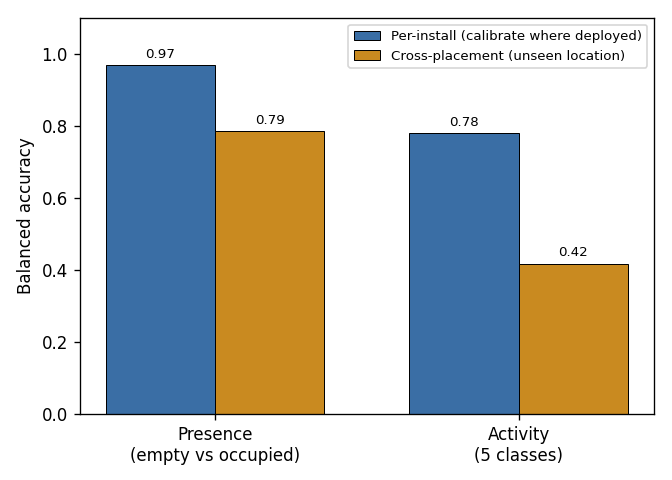 Per-install (calibrate where deployed)
Cross-placement (unseen location)
0.97
0.79
0.78
0.42
Balanced accuracy
1.0
0.8
0.6
0.4
0.2
0.0
Presence
(empty vs occupied)
Activity
(5 classes)